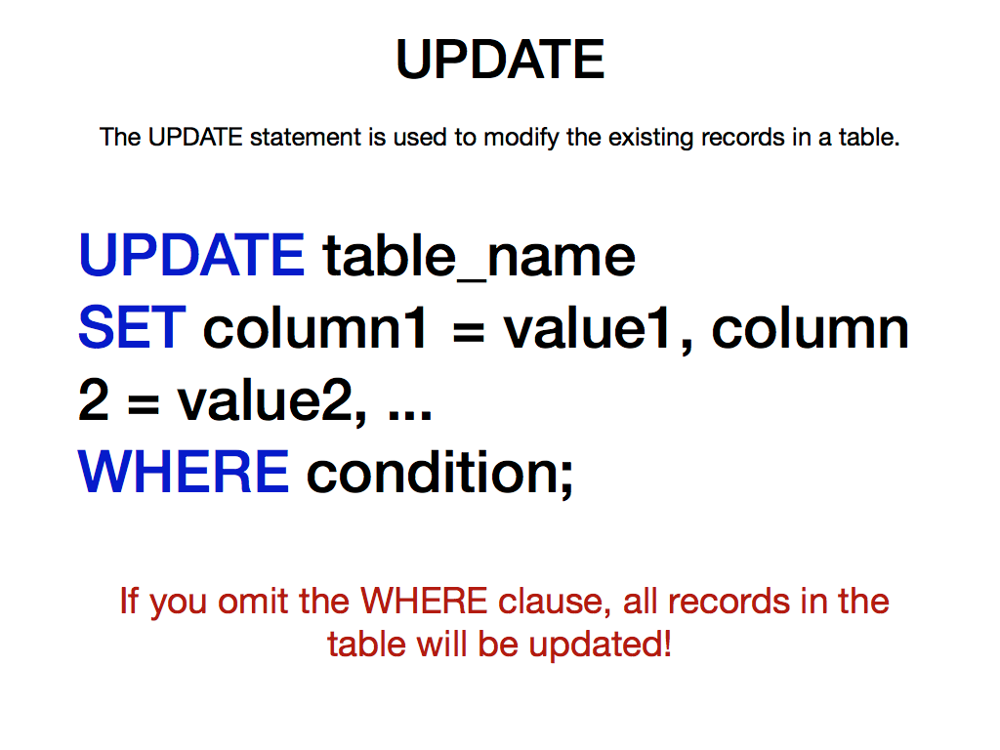 UPDATE
The UPDATE statement is used to modify the existing records in a table.
UPDATE table_name
SET column1 = value1, column
2 = value2, ...
WHERE condition;
If you omit the WHERE clause, all records in the
table will be updated!